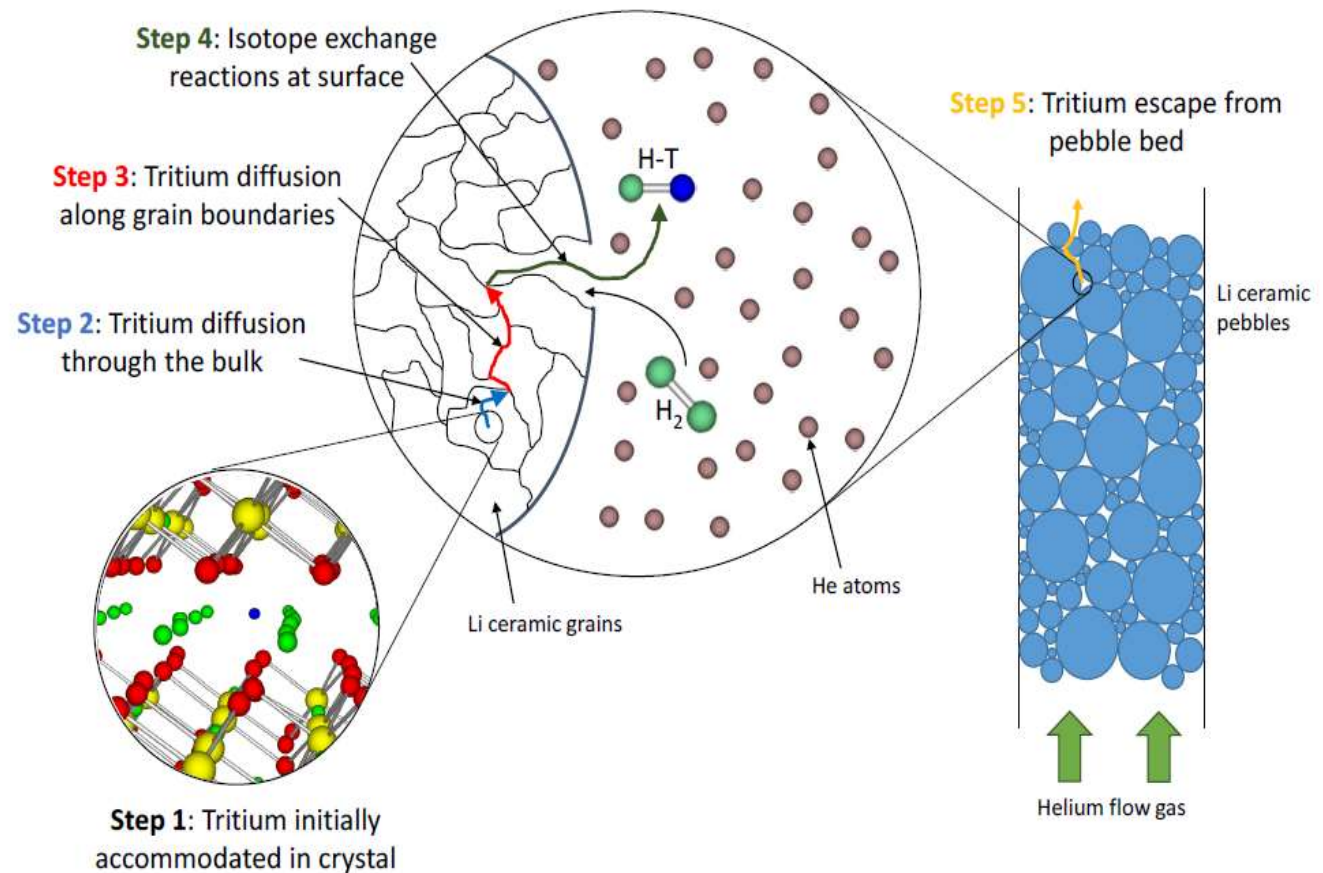 Step 4: Isotope exchange
reactions at surface
Step 3: Tritium diffusion
along grain boundaries
Step 2: Tritium diffusion
through the bulk
Step 1: Tritium initially
accommodated in crystal
Li ceramic grains
H-T
H2
He atoms
Step 5: Tritium escape from
pebble bed
Li ceramic
pebbles
Helium flow gas